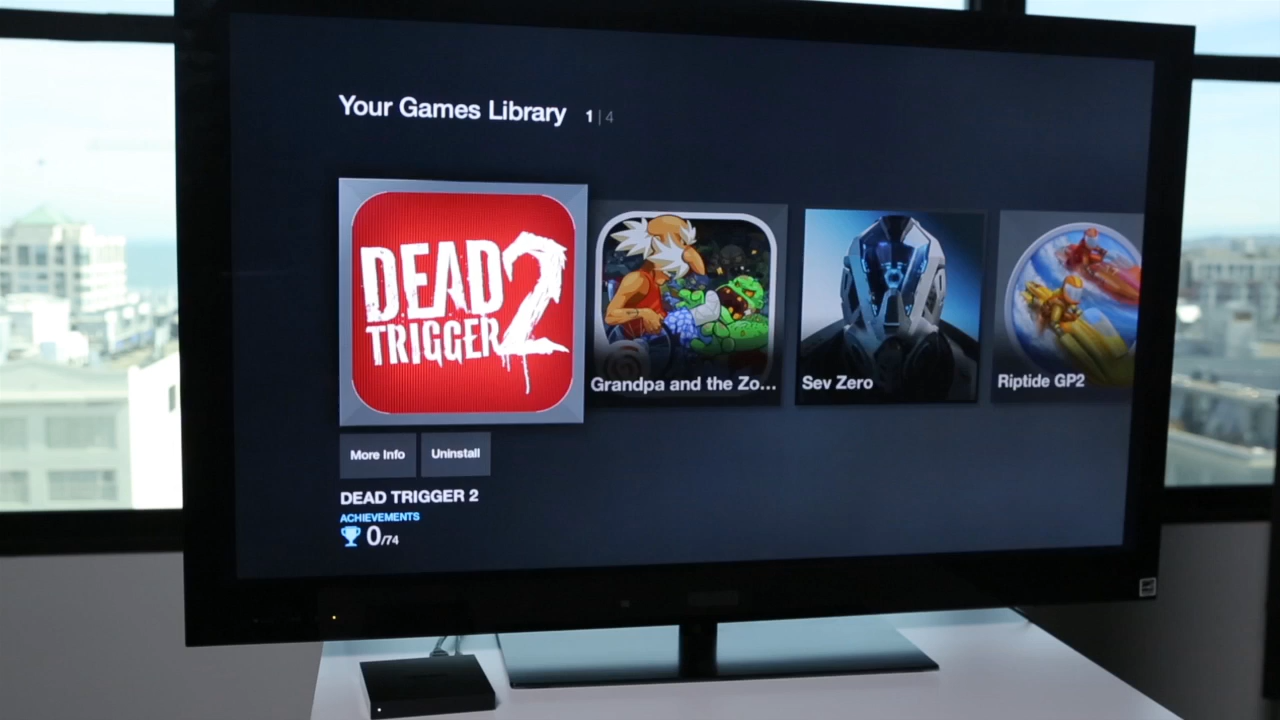 Your Games Library 1|4
DEAD
TRIGGER 2
Grandpa and the Zo...
Sev Zero
Riptide GP2
More Info
Uninstall
DEAD TRIGGER 2
ACHIEVEMENTS
0/74